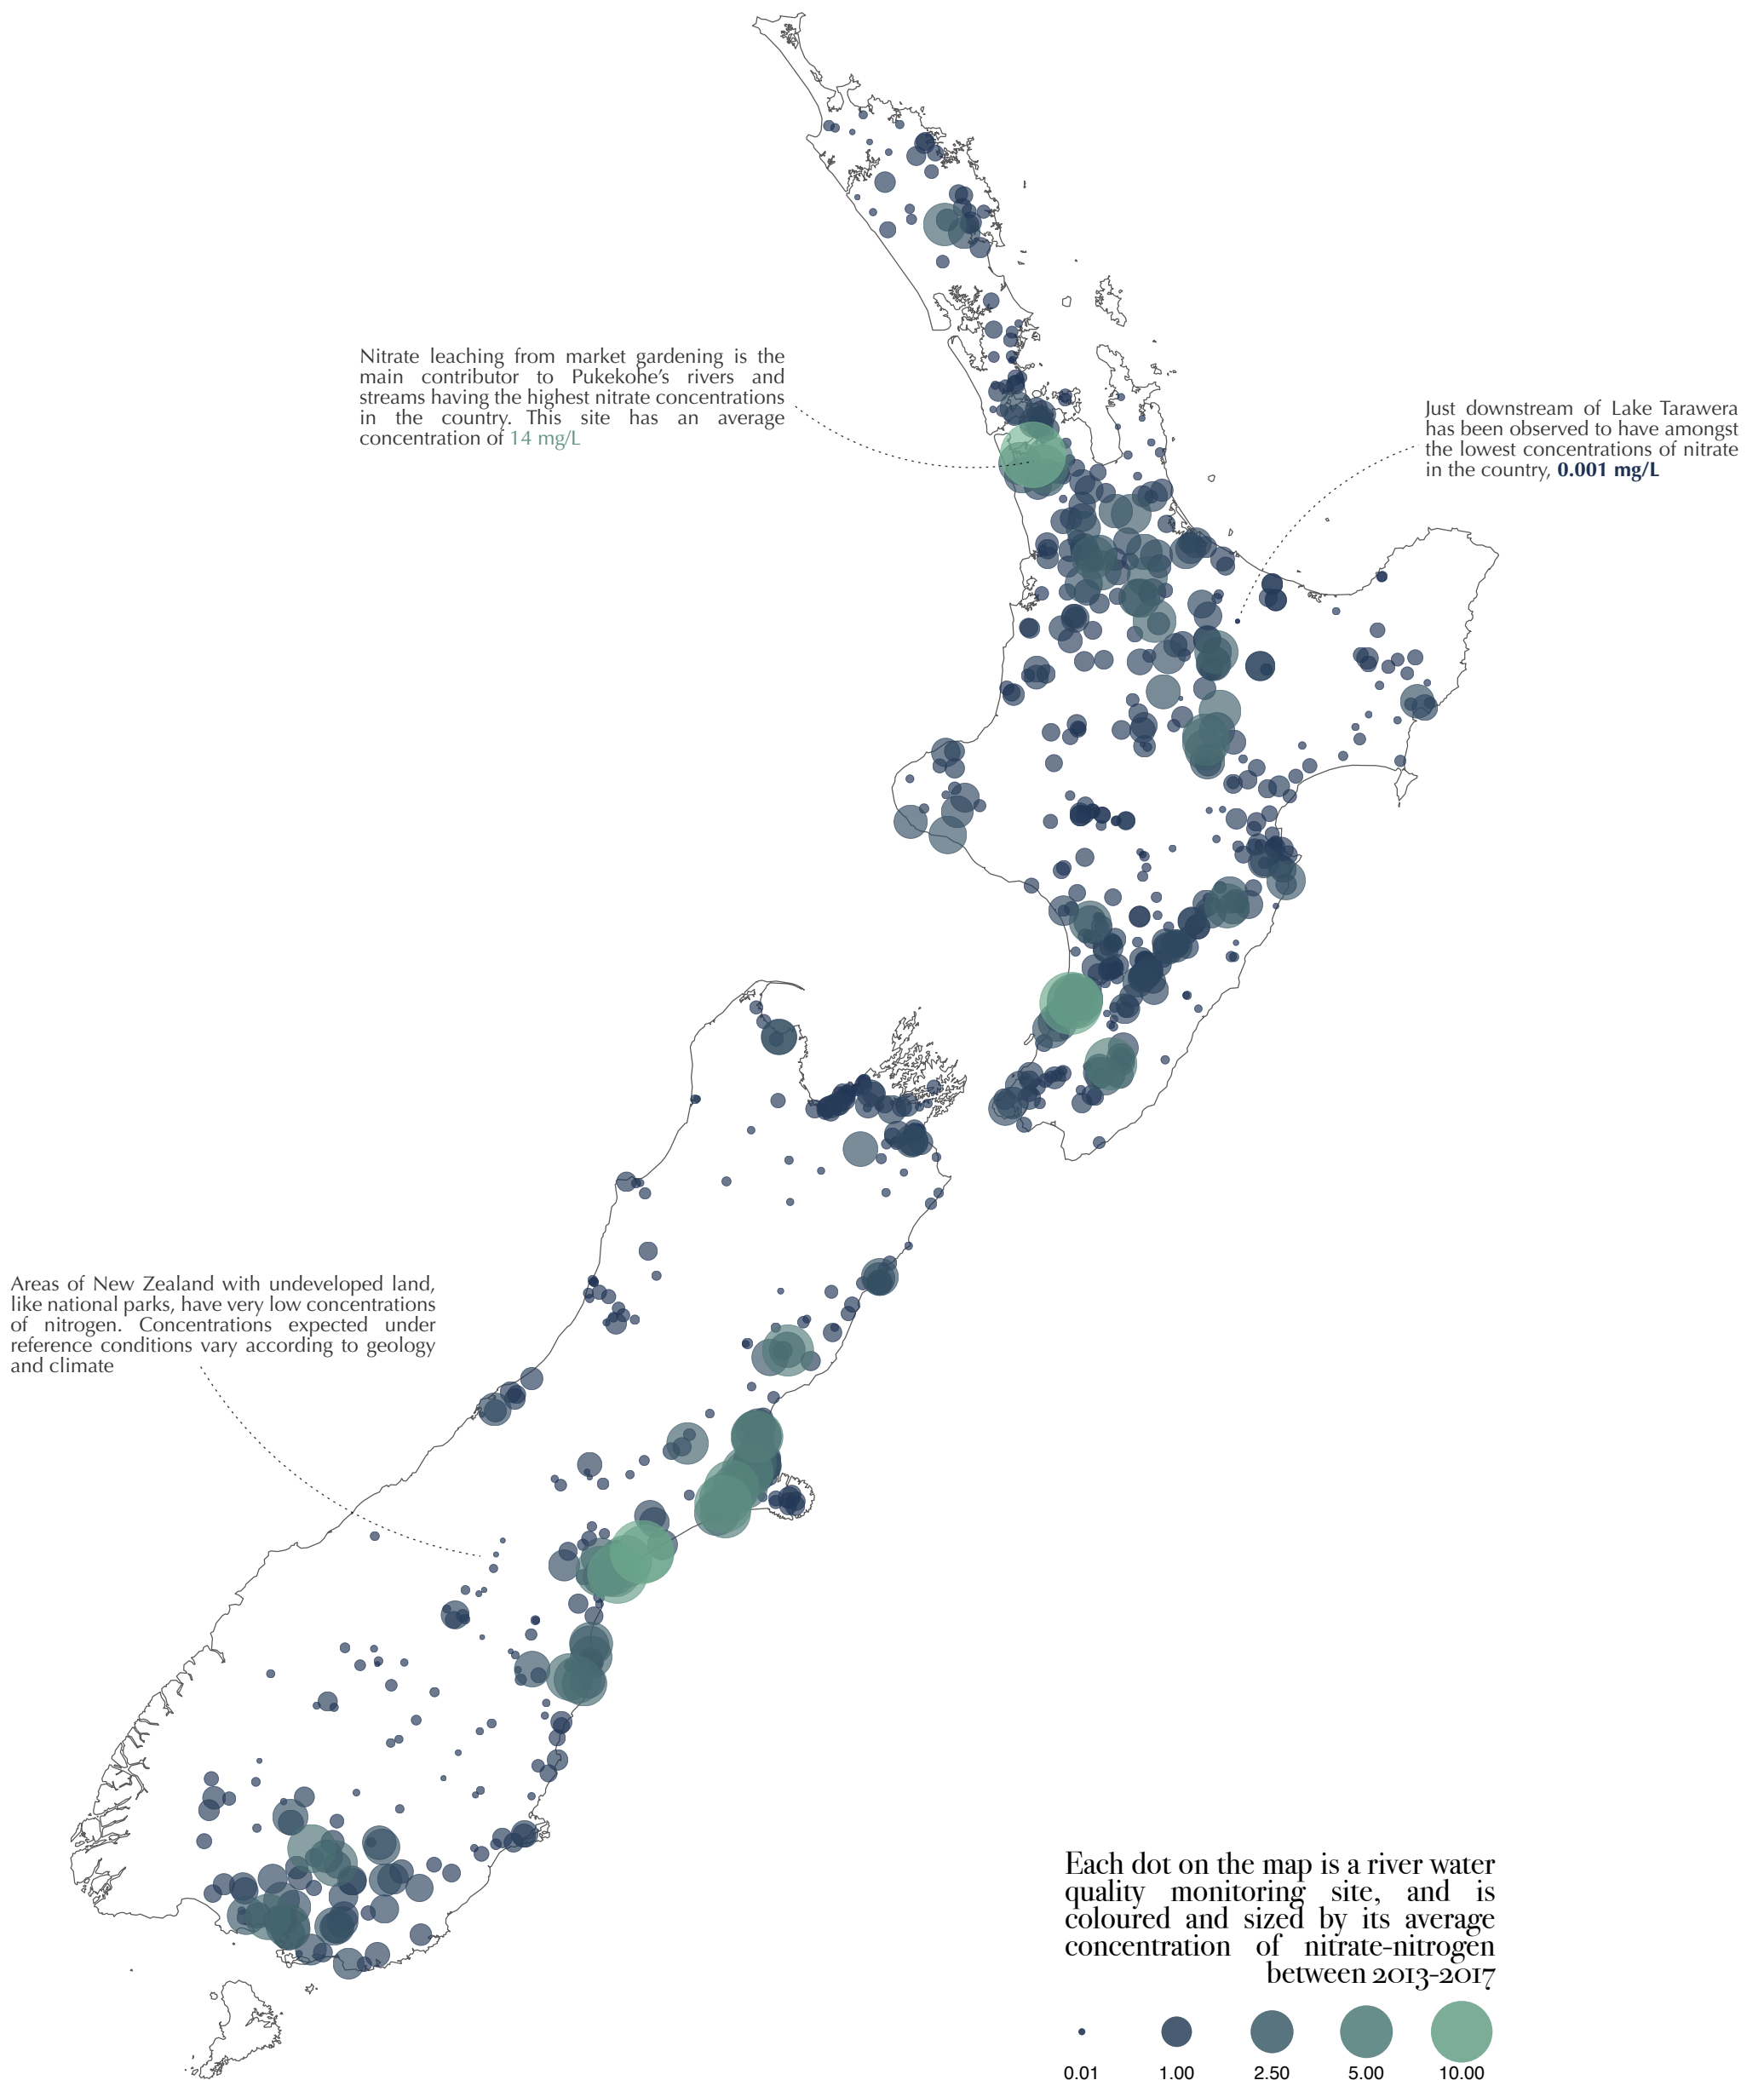 Nitrate leaching from market gardening is the
main contributor to Pukekohe's rivers and
streams having the highest nitrate concentrations
in the country. This site has an average
concentration of 14 mg/L
Just downstream of Lake Tarawera
has been observed to have amongst
the lowest concentrations of nitrate
in the country, 0.001 mg/L
Areas of New Zealand with undeveloped land,
like national parks, have very low concentrations
of nitrogen. Concentrations expected under
reference conditions vary according to geology
and climate
Each dot on the map is a river water
quality monitoring site, and is
coloured and sized by its average
concentration of nitrate-nitrogen
between 2013-2017
0.01 1.00 2.50 5.00 10.00